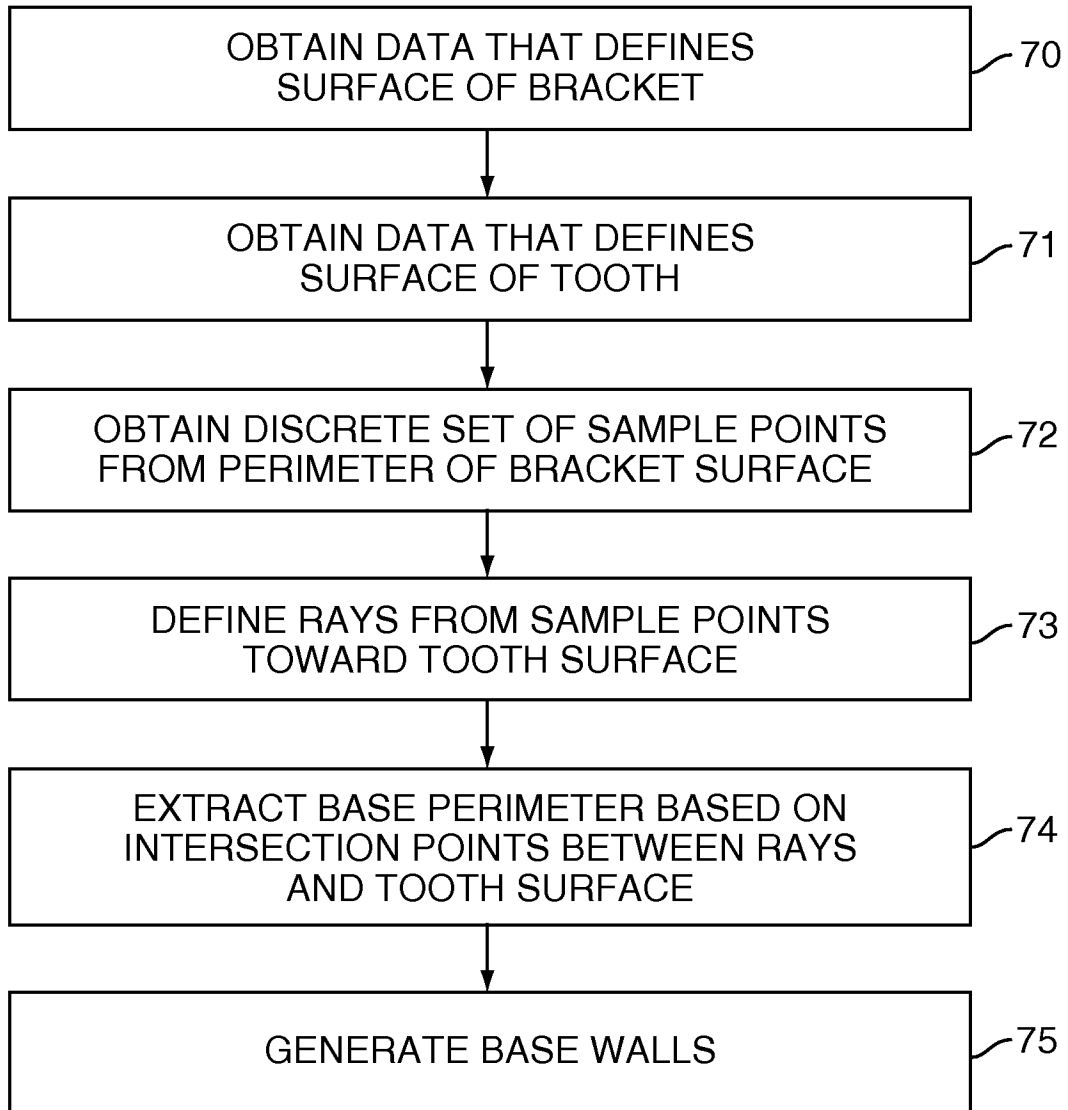 OBTAIN DATA THAT DEFINES
SURFACE OF BRACKET
70
OBTAIN DATA THAT DEFINES
SURFACE OF TOOTH
71
OBTAIN DISCRETE SET OF SAMPLE POINTS
FROM PERIMETER OF BRACKET SURFACE
72
DEFINE RAYS FROM SAMPLE POINTS
TOWARD TOOTH SURFACE
73
EXTRACT BASE PERIMETER BASED ON
INTERSECTION POINTS BETWEEN RAYS
AND TOOTH SURFACE
74
GENERATE BASE WALLS
75